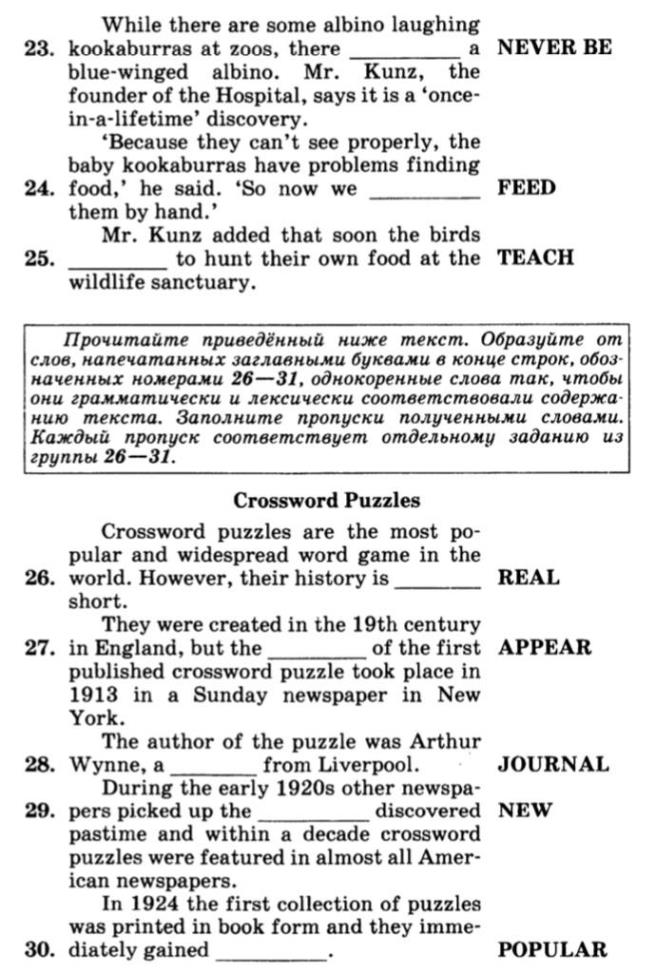 While there are some albino laughing
23. kookaburras at zoos, there __________ a NEVER BE
blue-winged albino. Mr. Kunz, the
founder of the Hospital, says it is a ‘once-
in-a-lifetime’ discovery.
‘Because they can’t see properly, the
baby kookaburras have problems finding
24. food,’ he said. ‘So now we __________ FEED
them by hand.’
Mr. Kunz added that soon the birds
25. _________ to hunt their own food at the TEACH
wildlife sanctuary.
Прочитайте приведённый ниже текст. Образуйте от
слов, напечатанных заглавными буквами в конце строк, обоз-
наченных номерами 26—31, однокоренные слова так, чтобы
они грамматически и лексически соответствовали содержа-
нию текста. Заполните пропуски полученными словами.
Каждый пропуск соответствует отдельному заданию из
группы 26—31.
Crossword Puzzles
Crossword puzzles are the most po-
pular and widespread word game in the
26. world. However, their history is ________ REAL
short.
They were created in the 19th century
27. in England, but the _________ of the first APPEAR
published crossword puzzle took place in
1913 in a Sunday newspaper in New
York.
The author of the puzzle was Arthur
28. Wynne, a ________ from Liverpool. JOURNAL
During the early 1920s other newspa-
29. pers picked up the __________ discovered NEW
pastime and within a decade crossword
puzzles were featured in almost all Amer-
ican newspapers.
In 1924 the first collection of puzzles
was printed in book form and they imme-
30. diately gained __________. POPULAR